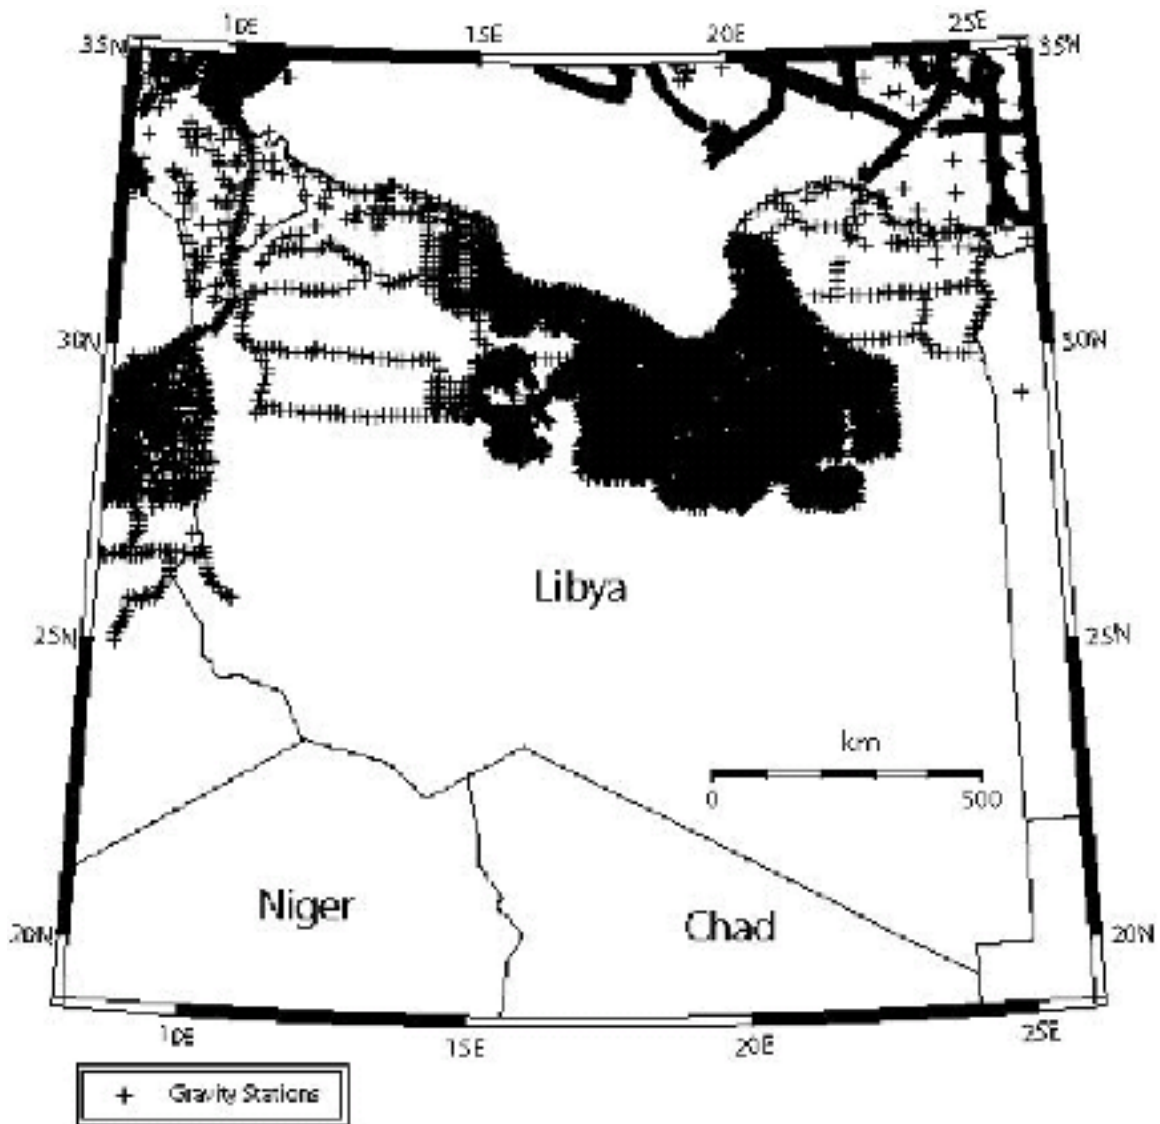 10E 15E 20E 25E
35N 35N
30N 30N
Libya
25N 25N
km
0 500
Niger Chad
20N 20N
10E 15E 20E 25E
+ Gravity Stations